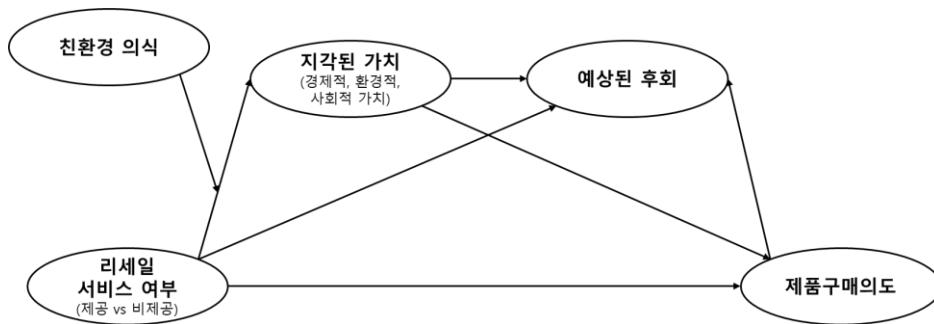 친환경 의식
지각된 가치
(경제적, 환경적,
사회적 가치)
예상된 후회
리세일
서비스 여부
(제공 vs 비제공)
제품구매의도